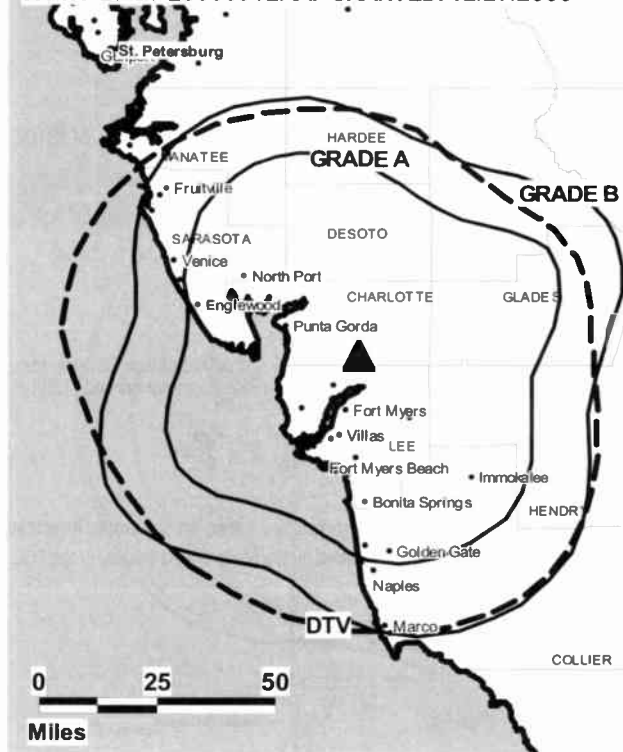 St. Petersburg
HARDEE
ANATEE
GRADE A
Fruitville
GRADE B
SARASOTA
DESOTO
Venice
North Port
CHARLOTTE
GLADES
Englewood
Punta Gorda
Fort Myers
Villas
LEE
Fort Myers Beach
Immokalee
Bonita Springs
HENDRY
Golden Gate
Naples
DTV
Marco
COLLIER
0 25 50
Miles